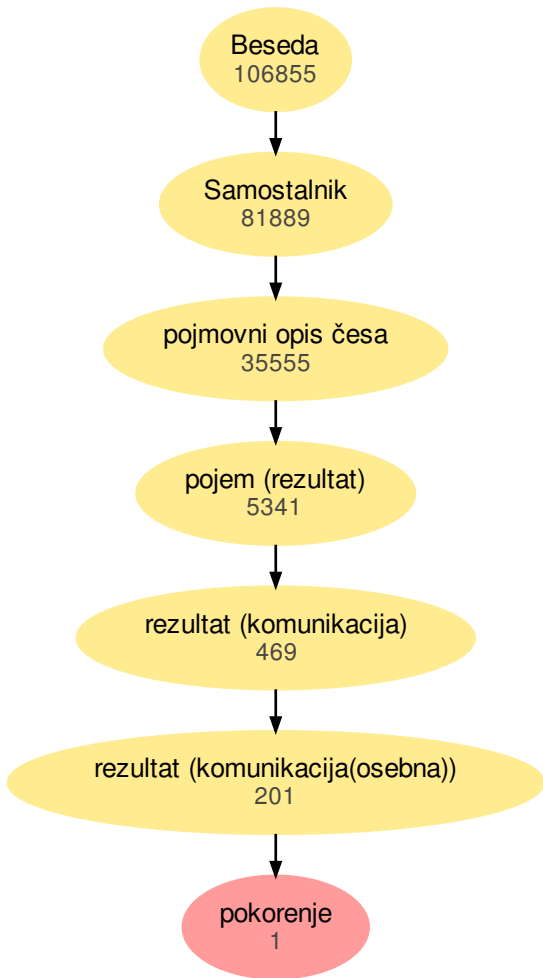 Beseda
106855
Samostalnik
81889
pojmovni opis česa
35555
pojem (rezultat)
5341
rezultat (komunikacija)
469
rezultat (komunikacija(osebna))
201
pokorenje
1